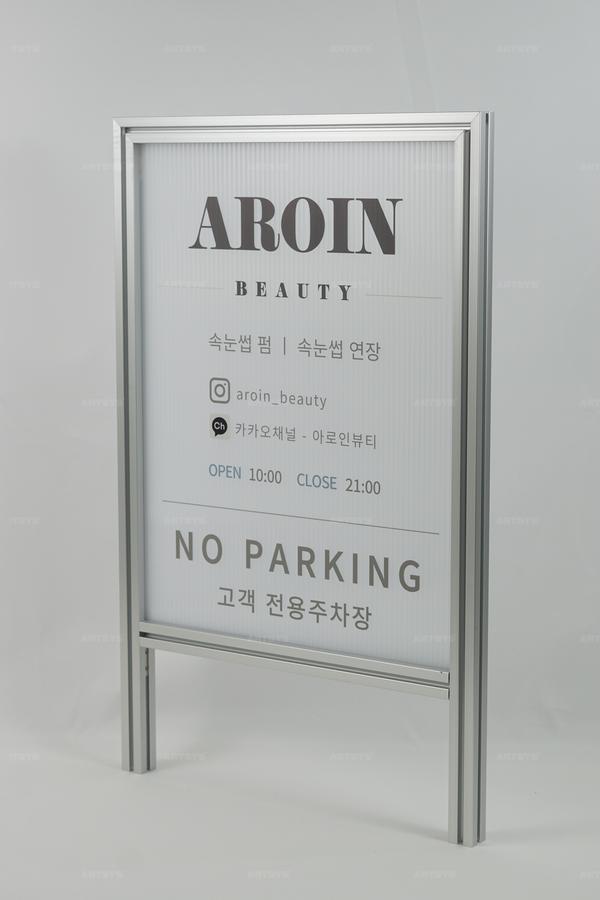 AROIN
BEAUTY
속눈썹 펌 | 속눈썹 연장
aroin_beauty
Ch 카카오채널 - 아로인뷰티
OPEN 10:00 CLOSE 21:00
NO PARKING
고객 전용주차장